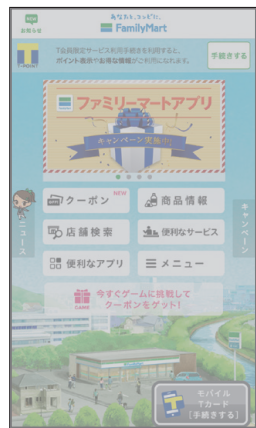 あなたと、コンビに、
FamilyMart
お知らせ
T会員限定サービス利用手続きを利用すると、
ポイント表示やお得な情報がご利用になれます。
手続きする
T-POINT
ファミリーマートアプリ
キャンペーン実施中!
クーポン
NEW
商品情報
店舗検索
便利なサービス
便利なアプリ
メニュー
ニュース
キャンペーン
今すぐゲームに挑戦して
クーポンをゲット!
モバイル
Tカード
[手続きする]